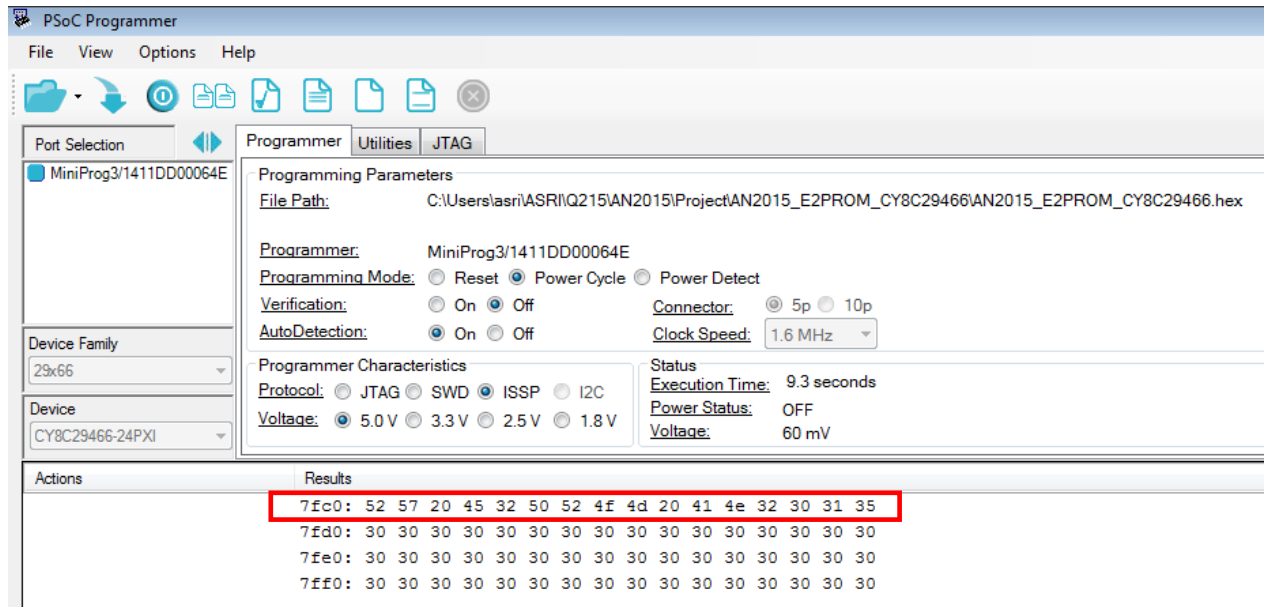 PSoC Programmer
File View Options Help
Port Selection
MiniProg3/1411DD00064E
Device Family
29x66
Device
CY8C29466-24PXI
Programmer Utilities JTAG
Programming Parameters
File Path: C:\Users\asri\ASRI\Q215\AN2015\Project\AN2015_E2PROM_CY8C29466\AN2015_E2PROM_CY8C29466.hex
Programmer: MiniProg3/1411DD00064E
Programming Mode: Reset Power Cycle Power Detect
Verification: On Off Connector: 5p 10p
AutoDetection: On Off Clock Speed: 1.6 MHz
Programmer Characteristics
Protocol: JTAG SWD ISSP I2C
Voltage: 5.0 V 3.3 V 2.5 V 1.8 V
Status
Execution Time: 9.3 seconds
Power Status: OFF
Voltage: 60 mV
Actions Results
7fc0: 52 57 20 45 32 50 52 4f 4d 20 41 4e 32 30 31 35
7fd0: 30 30 30 30 30 30 30 30 30 30 30 30 30 30 30 30
7fe0: 30 30 30 30 30 30 30 30 30 30 30 30 30 30 30 30
7ff0: 30 30 30 30 30 30 30 30 30 30 30 30 30 30 30 30